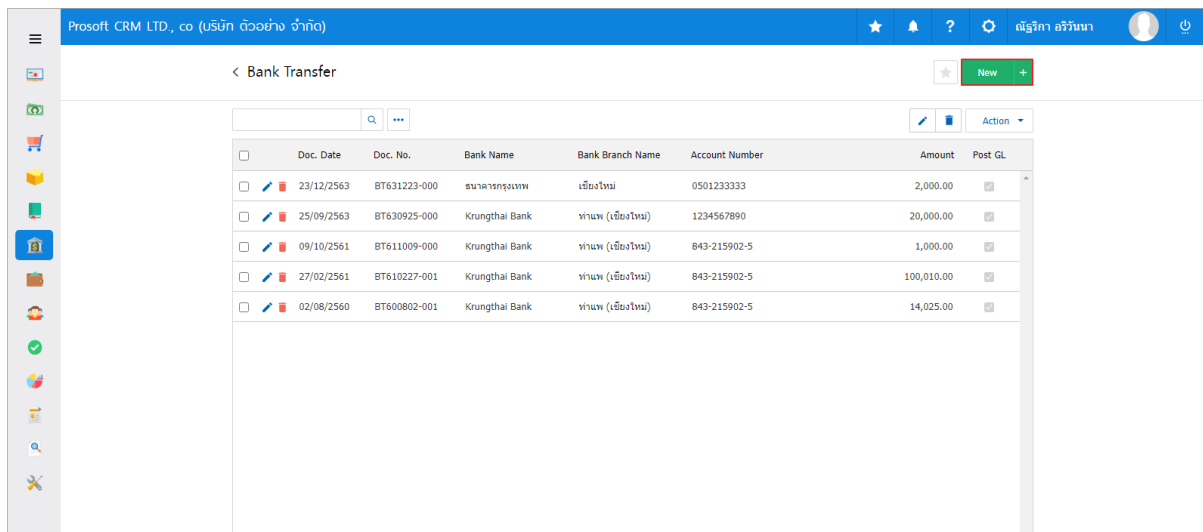 Prosoft CRM LTD., co (บริษัท ตัวอย่าง จำกัด) ? ณัฐริกา อริวันนา
< Bank Transfer New +
Action
Doc. Date Doc. No. Bank Name Bank Branch Name Account Number Amount Post GL
23/12/2563 BT631223-000 ธนาคารกรุงเทพ เชียงใหม่ 0501233333 2,000.00
25/09/2563 BT630925-000 Krungthai Bank ท่าแพ (เชียงใหม่) 1234567890 20,000.00
09/10/2561 BT611009-000 Krungthai Bank ท่าแพ (เชียงใหม่) 843-215902-5 1,000.00
27/02/2561 BT610227-001 Krungthai Bank ท่าแพ (เชียงใหม่) 843-215902-5 100,010.00
02/08/2560 BT600802-001 Krungthai Bank ท่าแพ (เชียงใหม่) 843-215902-5 14,025.00